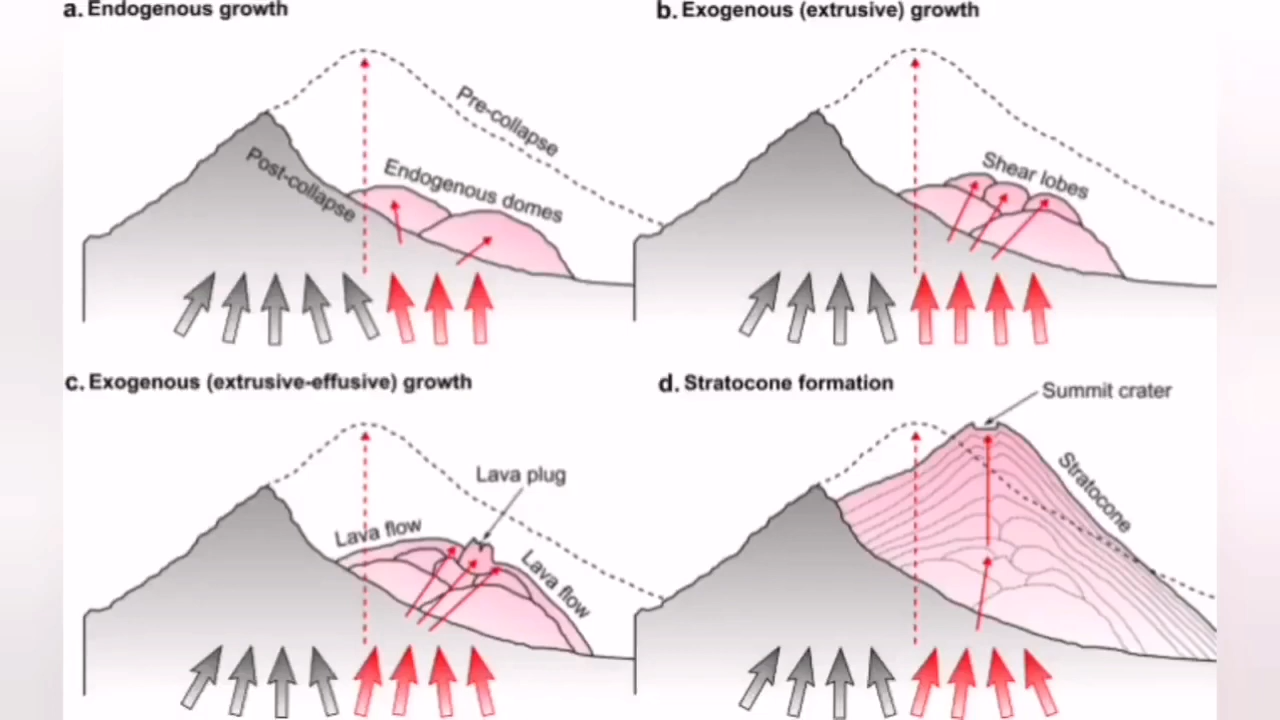 a. Endogenous growth
b. Exogenous (extrusive) growth
Pre-collapse
Post-collapse
Endogenous domes
Shear lobes
c. Exogenous (extrusive-effusive) growth
d. Stratocone formation
Summit crater
Lava plug
Lava flow
Lava flow
Stratocone